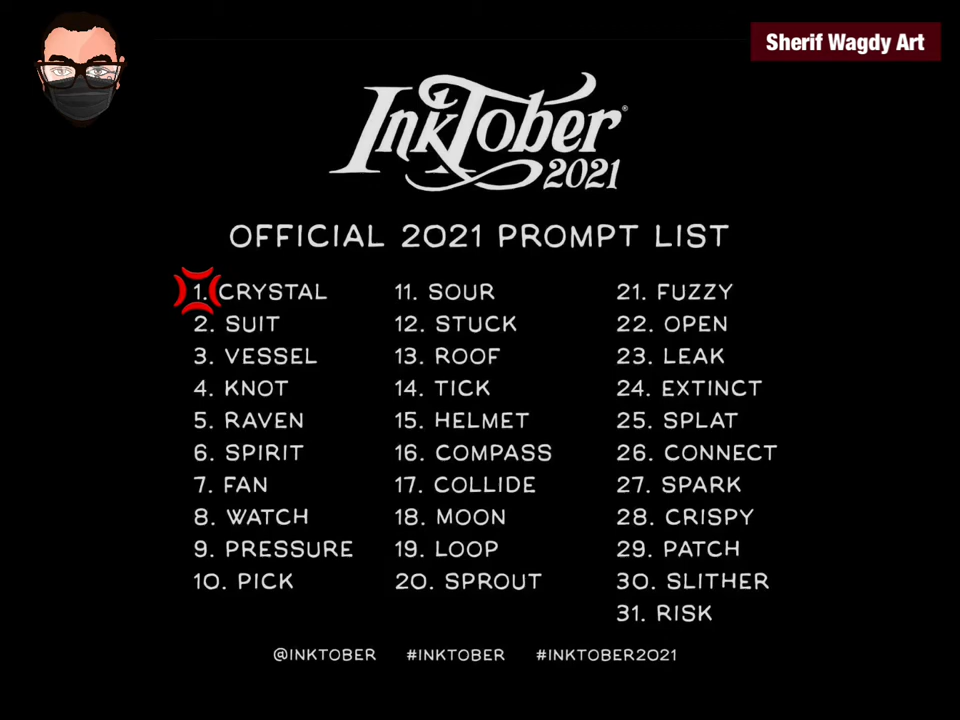 Sherif Wagdy Art
InkTober®
2021
OFFICIAL 2021 PROMPT LIST
1. CRYSTAL
2. SUIT
3. VESSEL
4. KNOT
5. RAVEN
6. SPIRIT
7. FAN
8. WATCH
9. PRESSURE
10. PICK
11. SOUR
12. STUCK
13. ROOF
14. TICK
15. HELMET
16. COMPASS
17. COLLIDE
18. MOON
19. LOOP
20. SPROUT
21. FUZZY
22. OPEN
23. LEAK
24. EXTINCT
25. SPLAT
26. CONNECT
27. SPARK
28. CRISPY
29. PATCH
30. SLITHER
31. RISK
@INKTOBER #INKTOBER #INKTOBER2021